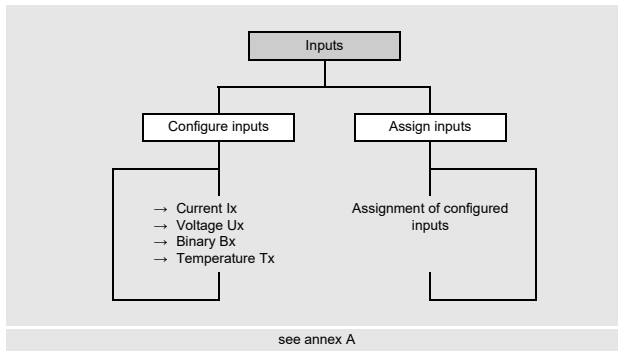 Inputs
Configure inputs
Assign inputs
→ Current Ix
→ Voltage Ux
→ Binary Bx
→ Temperature Tx
Assignment of configured
inputs
see annex A